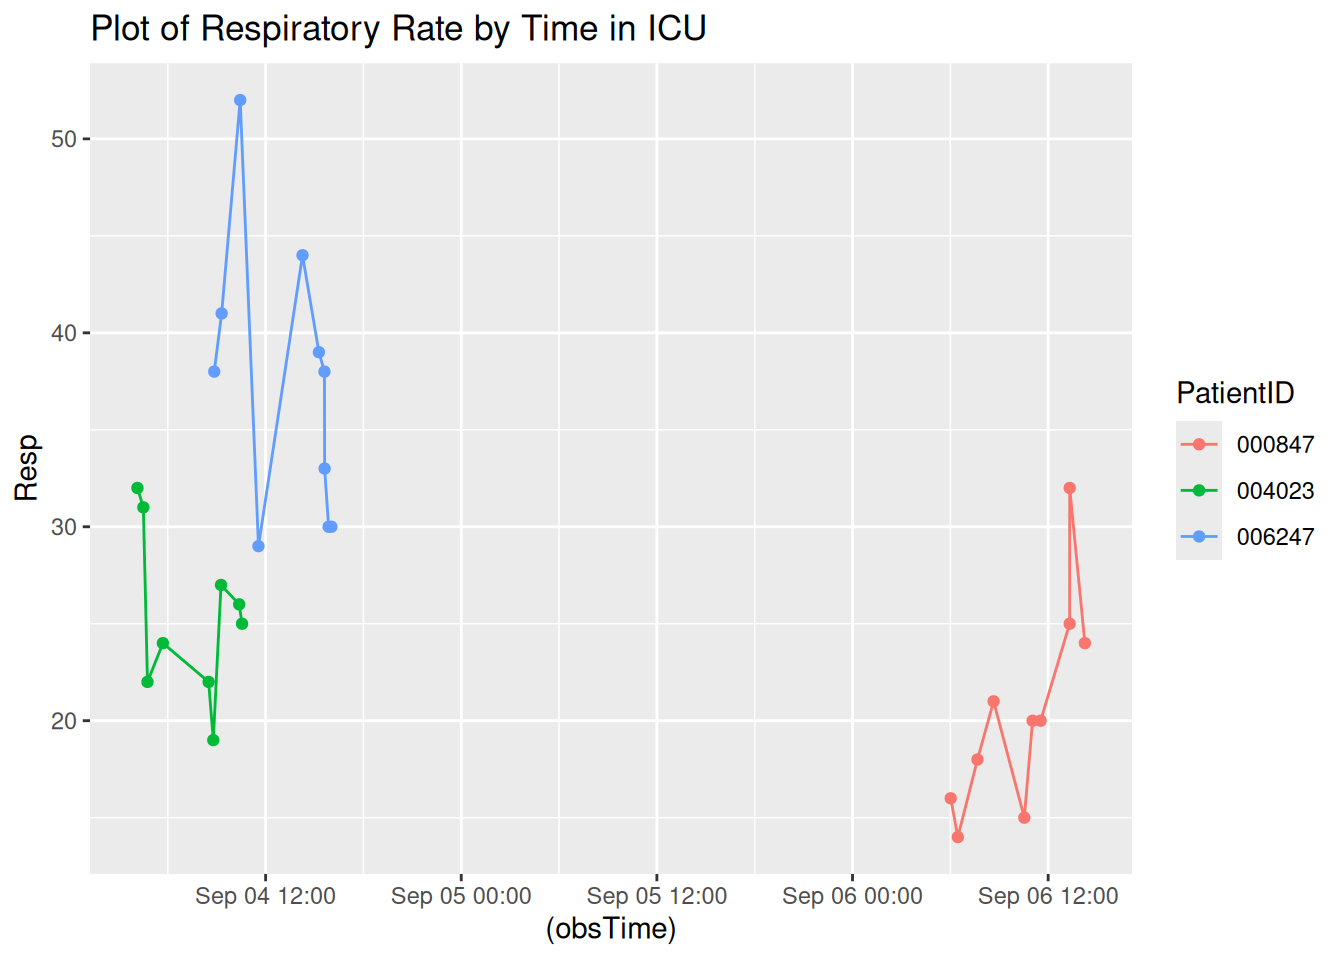 Plot of Respiratory Rate by Time in ICU
50
40
30
20
Resp
Sep 04 12:00 Sep 05 00:00 Sep 05 12:00 Sep 06 00:00 Sep 06 12:00
(obsTime)
PatientID
000847
004023
006247